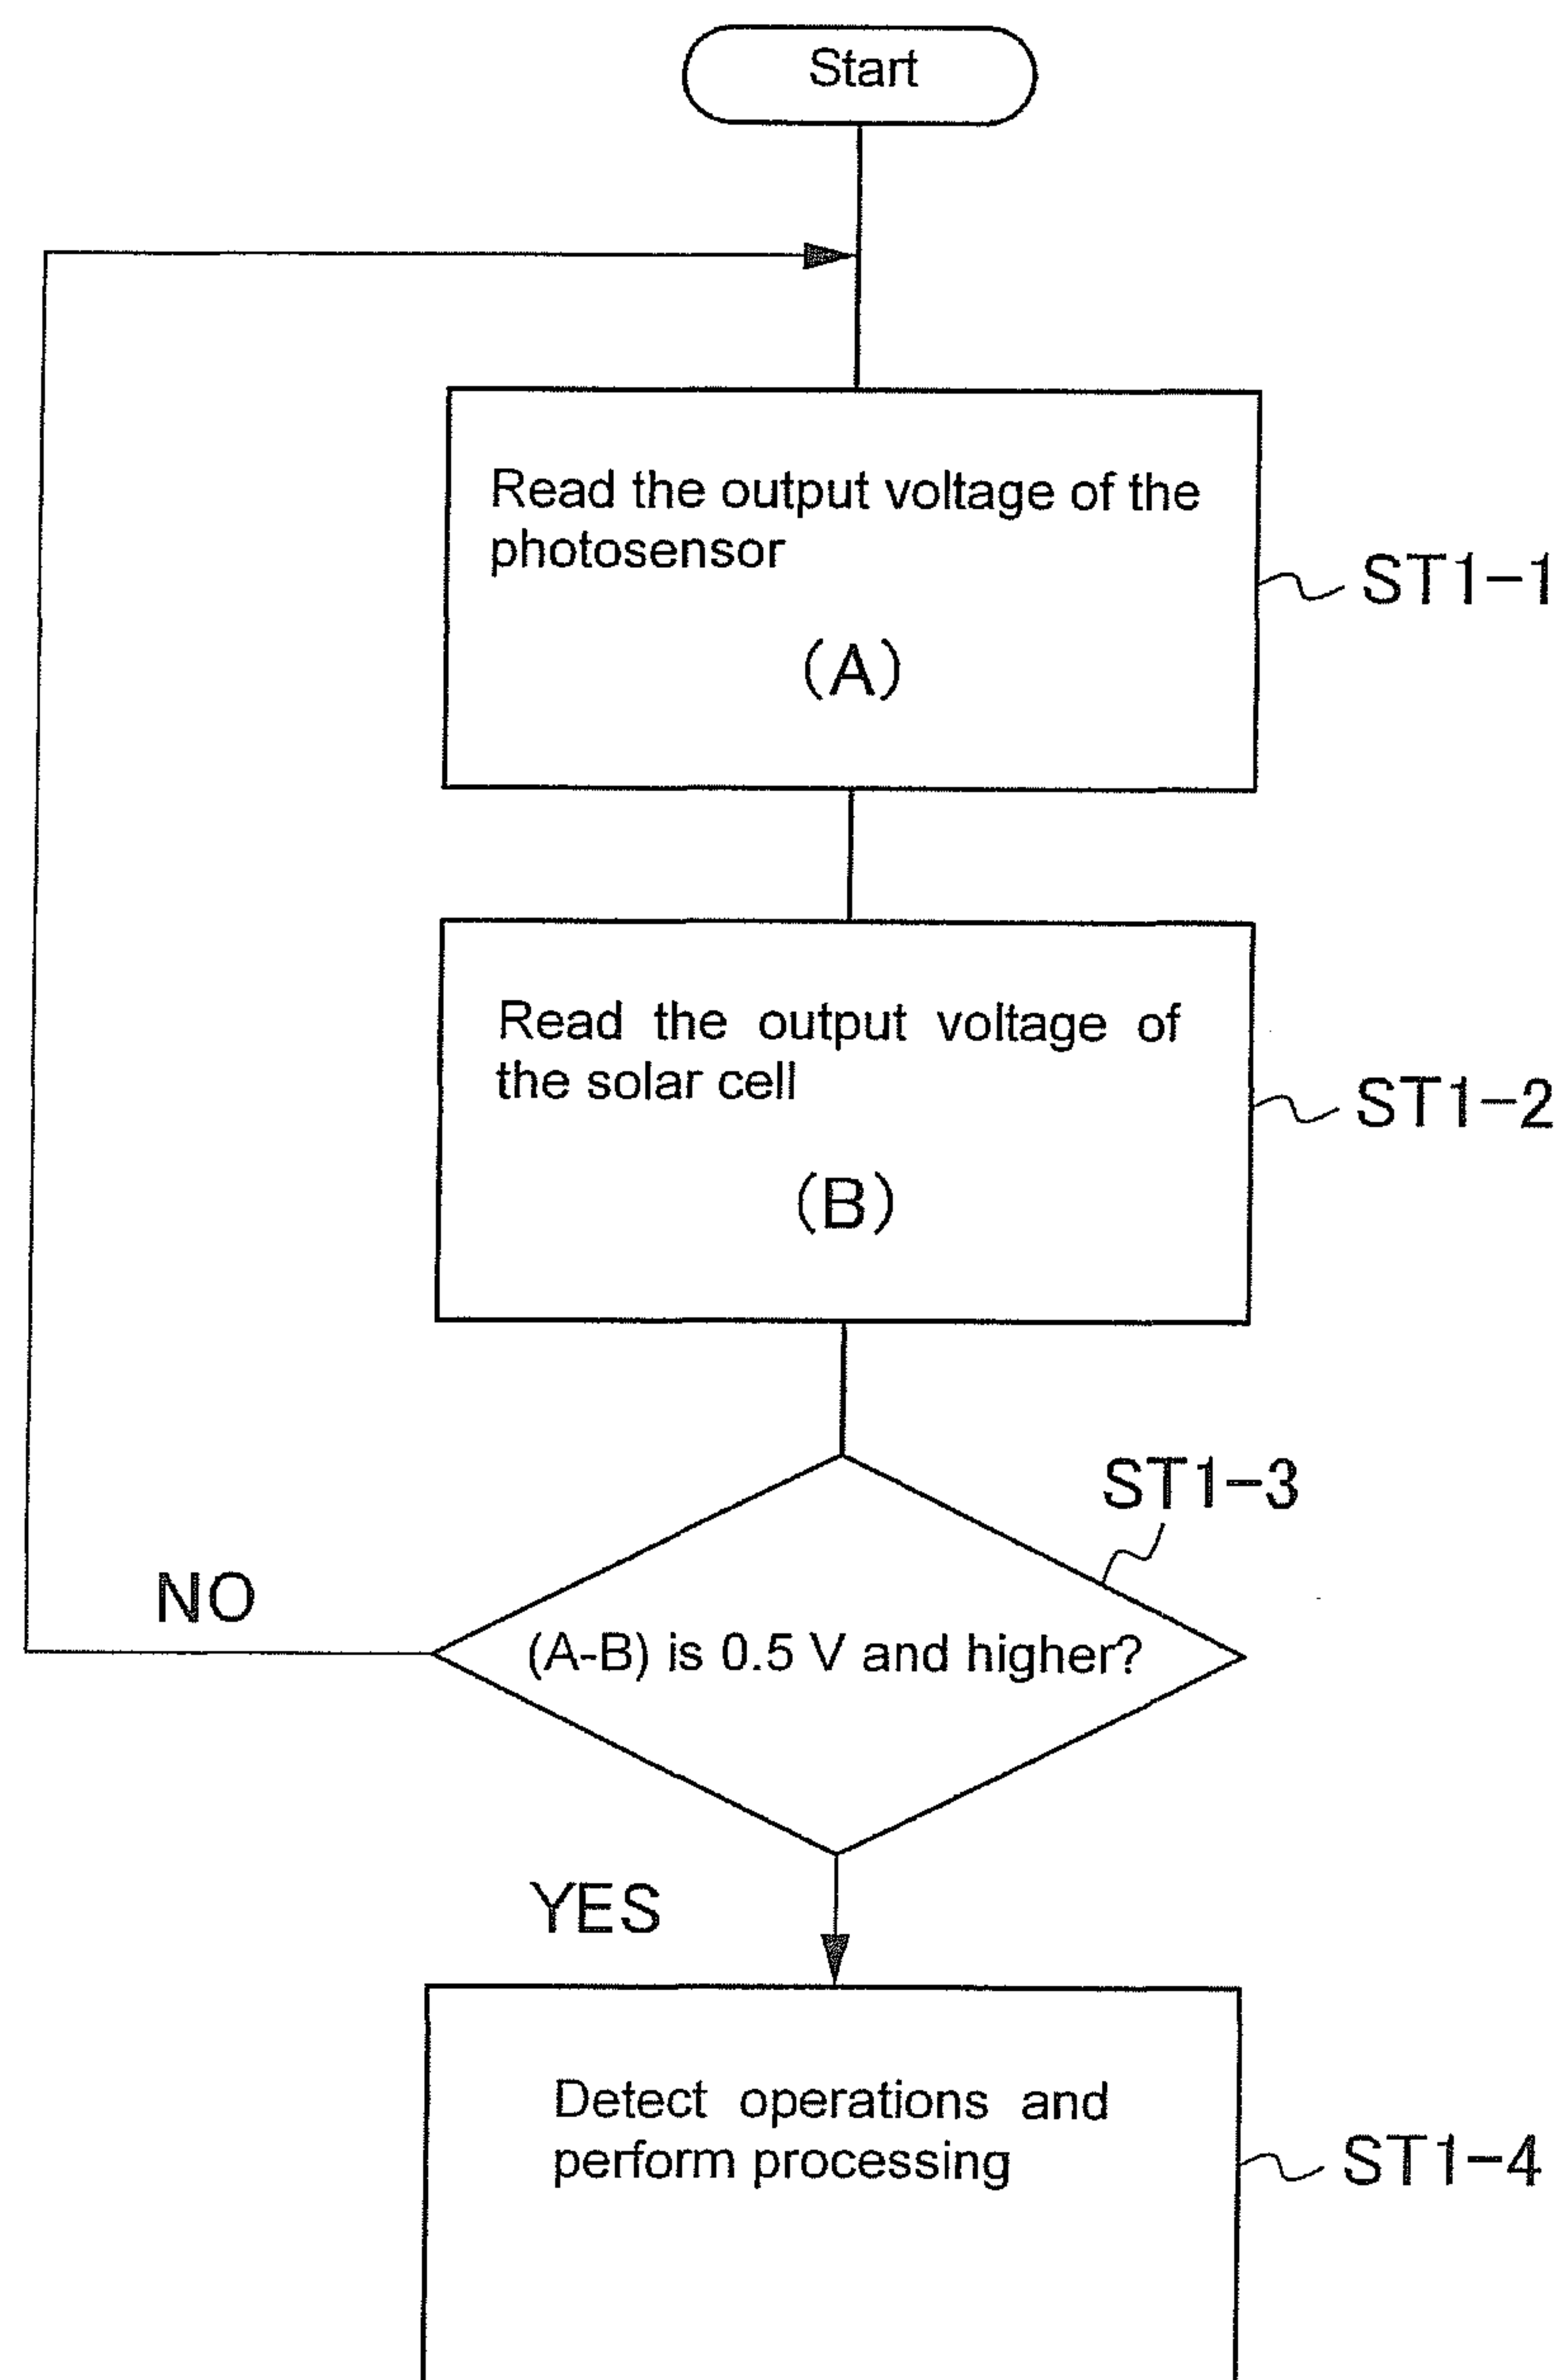 Start
Read the output voltage of the
photosensor
(A)
ST1-1
Read the output voltage of
the solar cell
(B)
ST1-2
ST1-3
NO
(A-B) is 0.5 V and higher?
YES
Detect operations and
perform processing
ST1-4